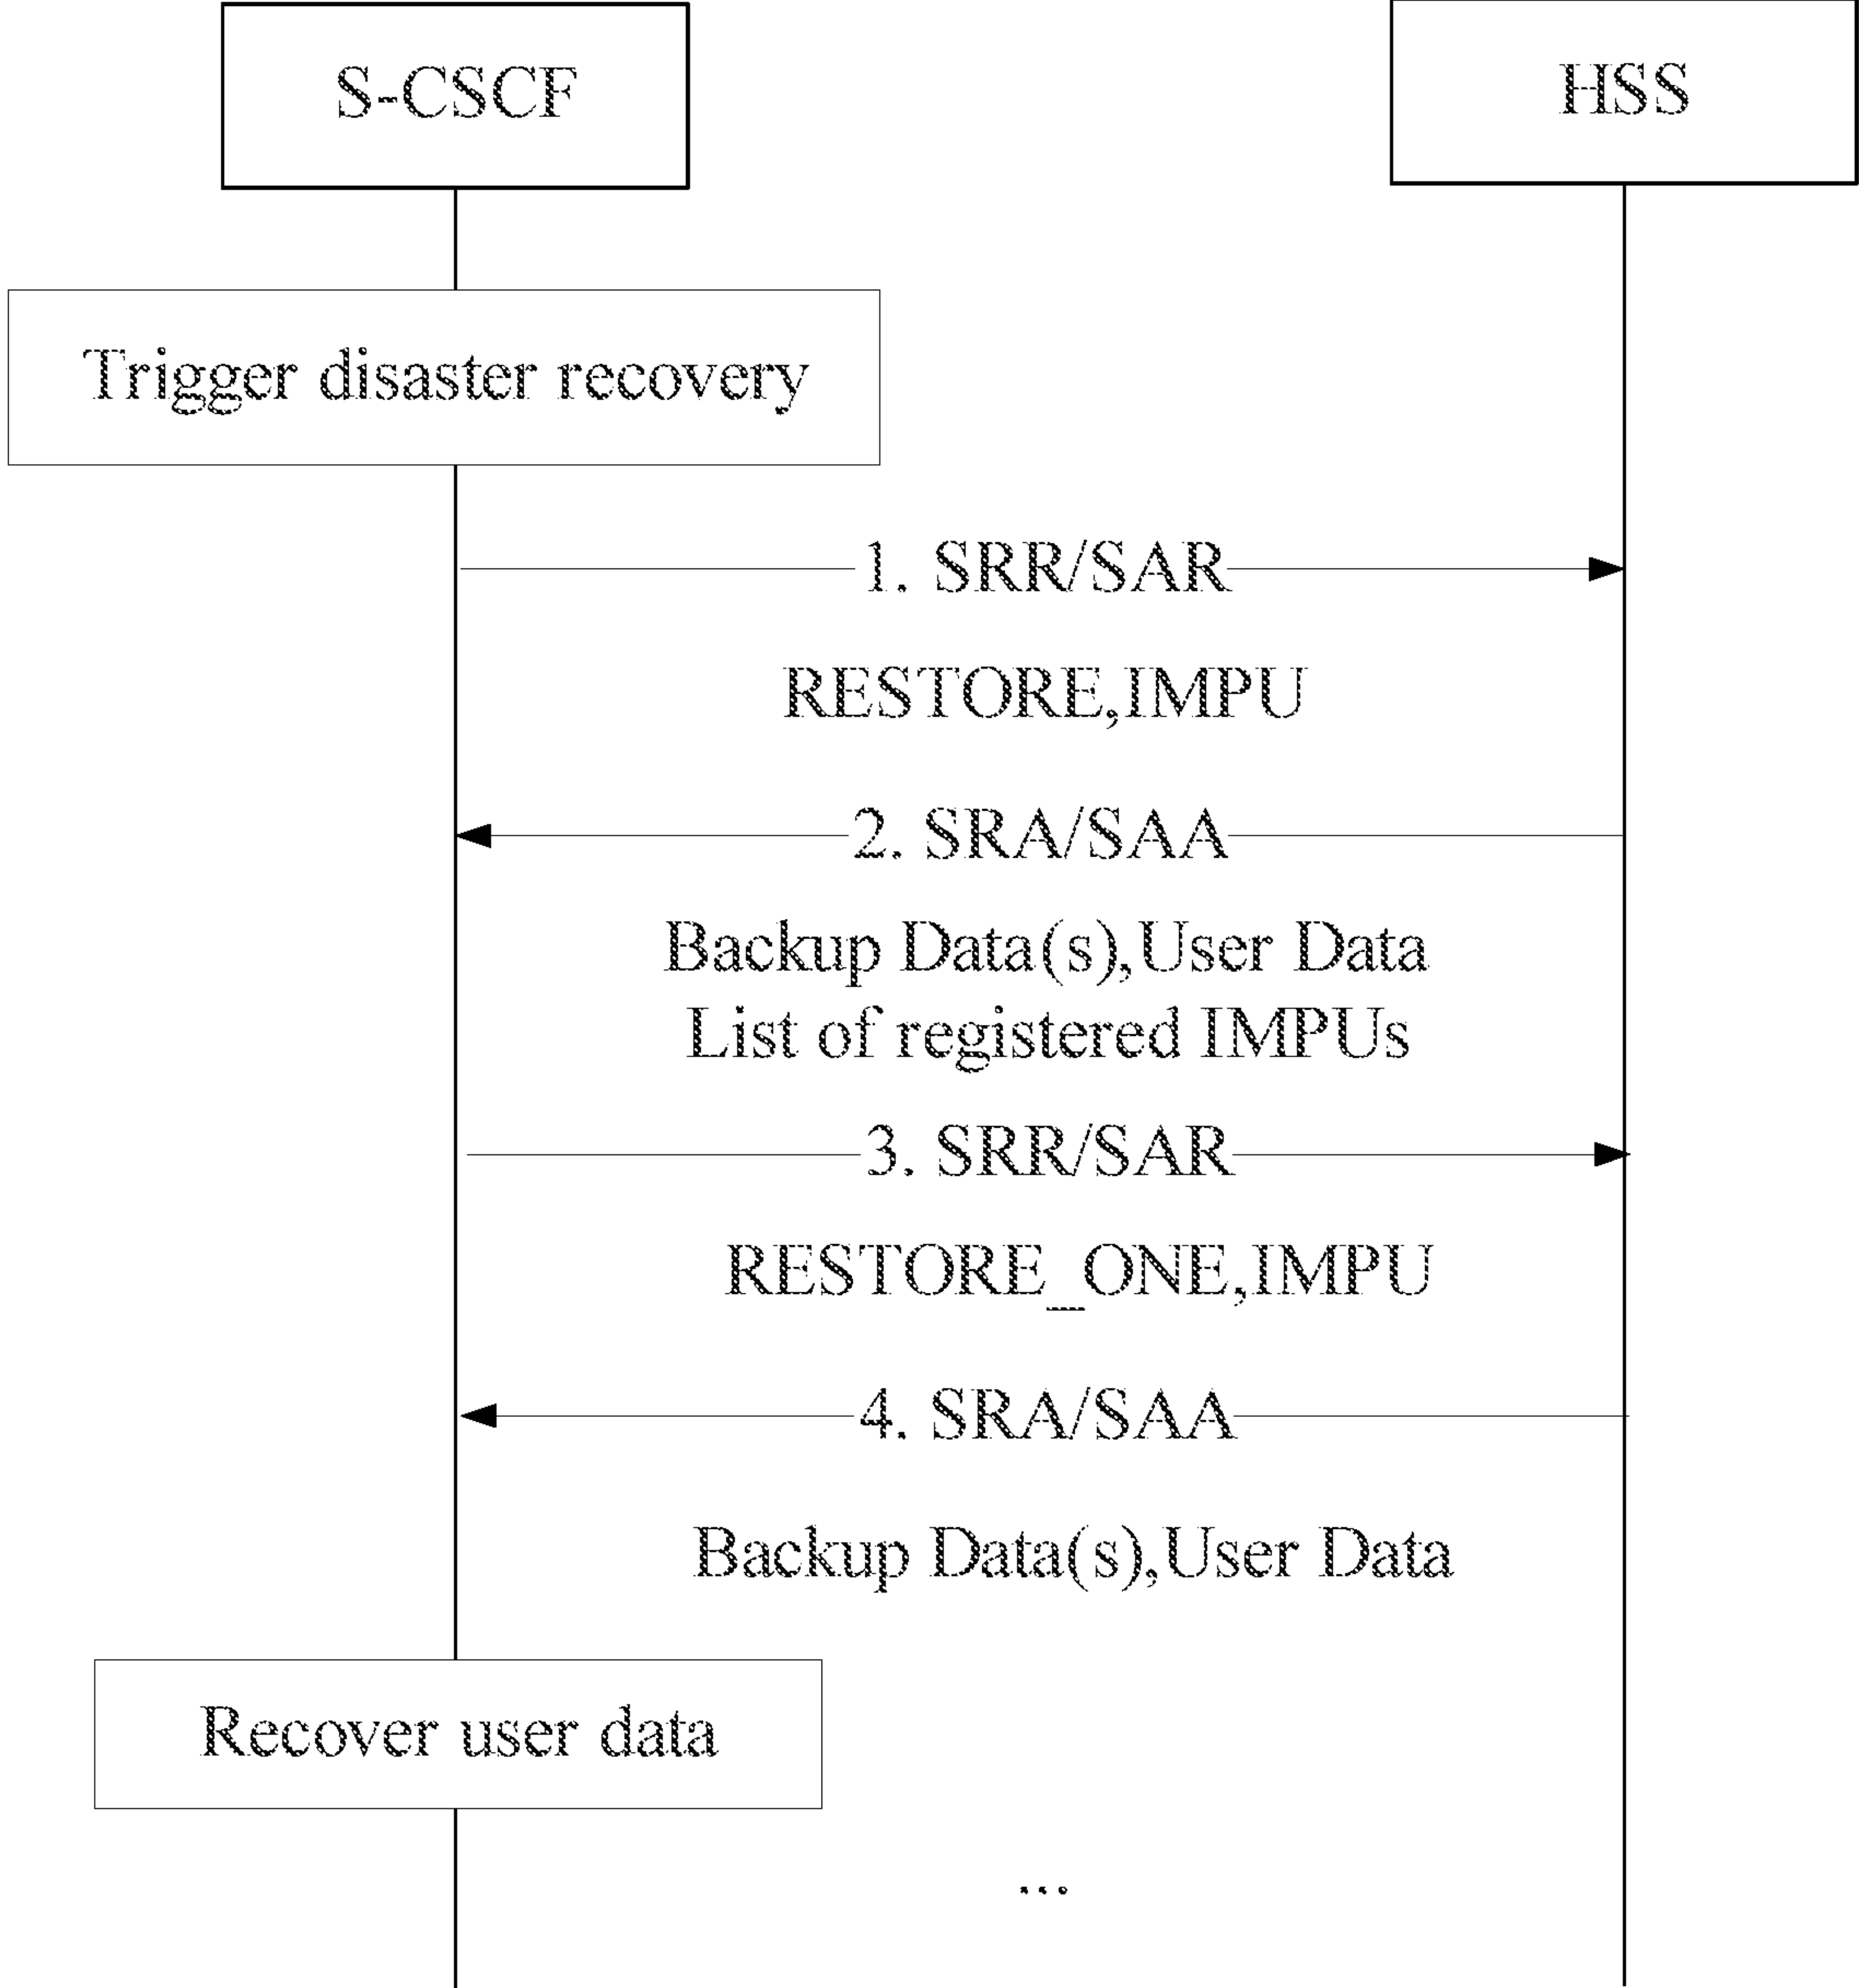 S-CSCF
HSS
Trigger disaster recovery
1. SRR/SAR
RESTORE,IMPU
2. SRA/SAA
Backup Data(s),User Data
List of registered IMPUs
3. SRR/SAR
RESTORE_ONE,IMPU
4. SRA/SAA
Backup Data(s),User Data
Recover user data
...